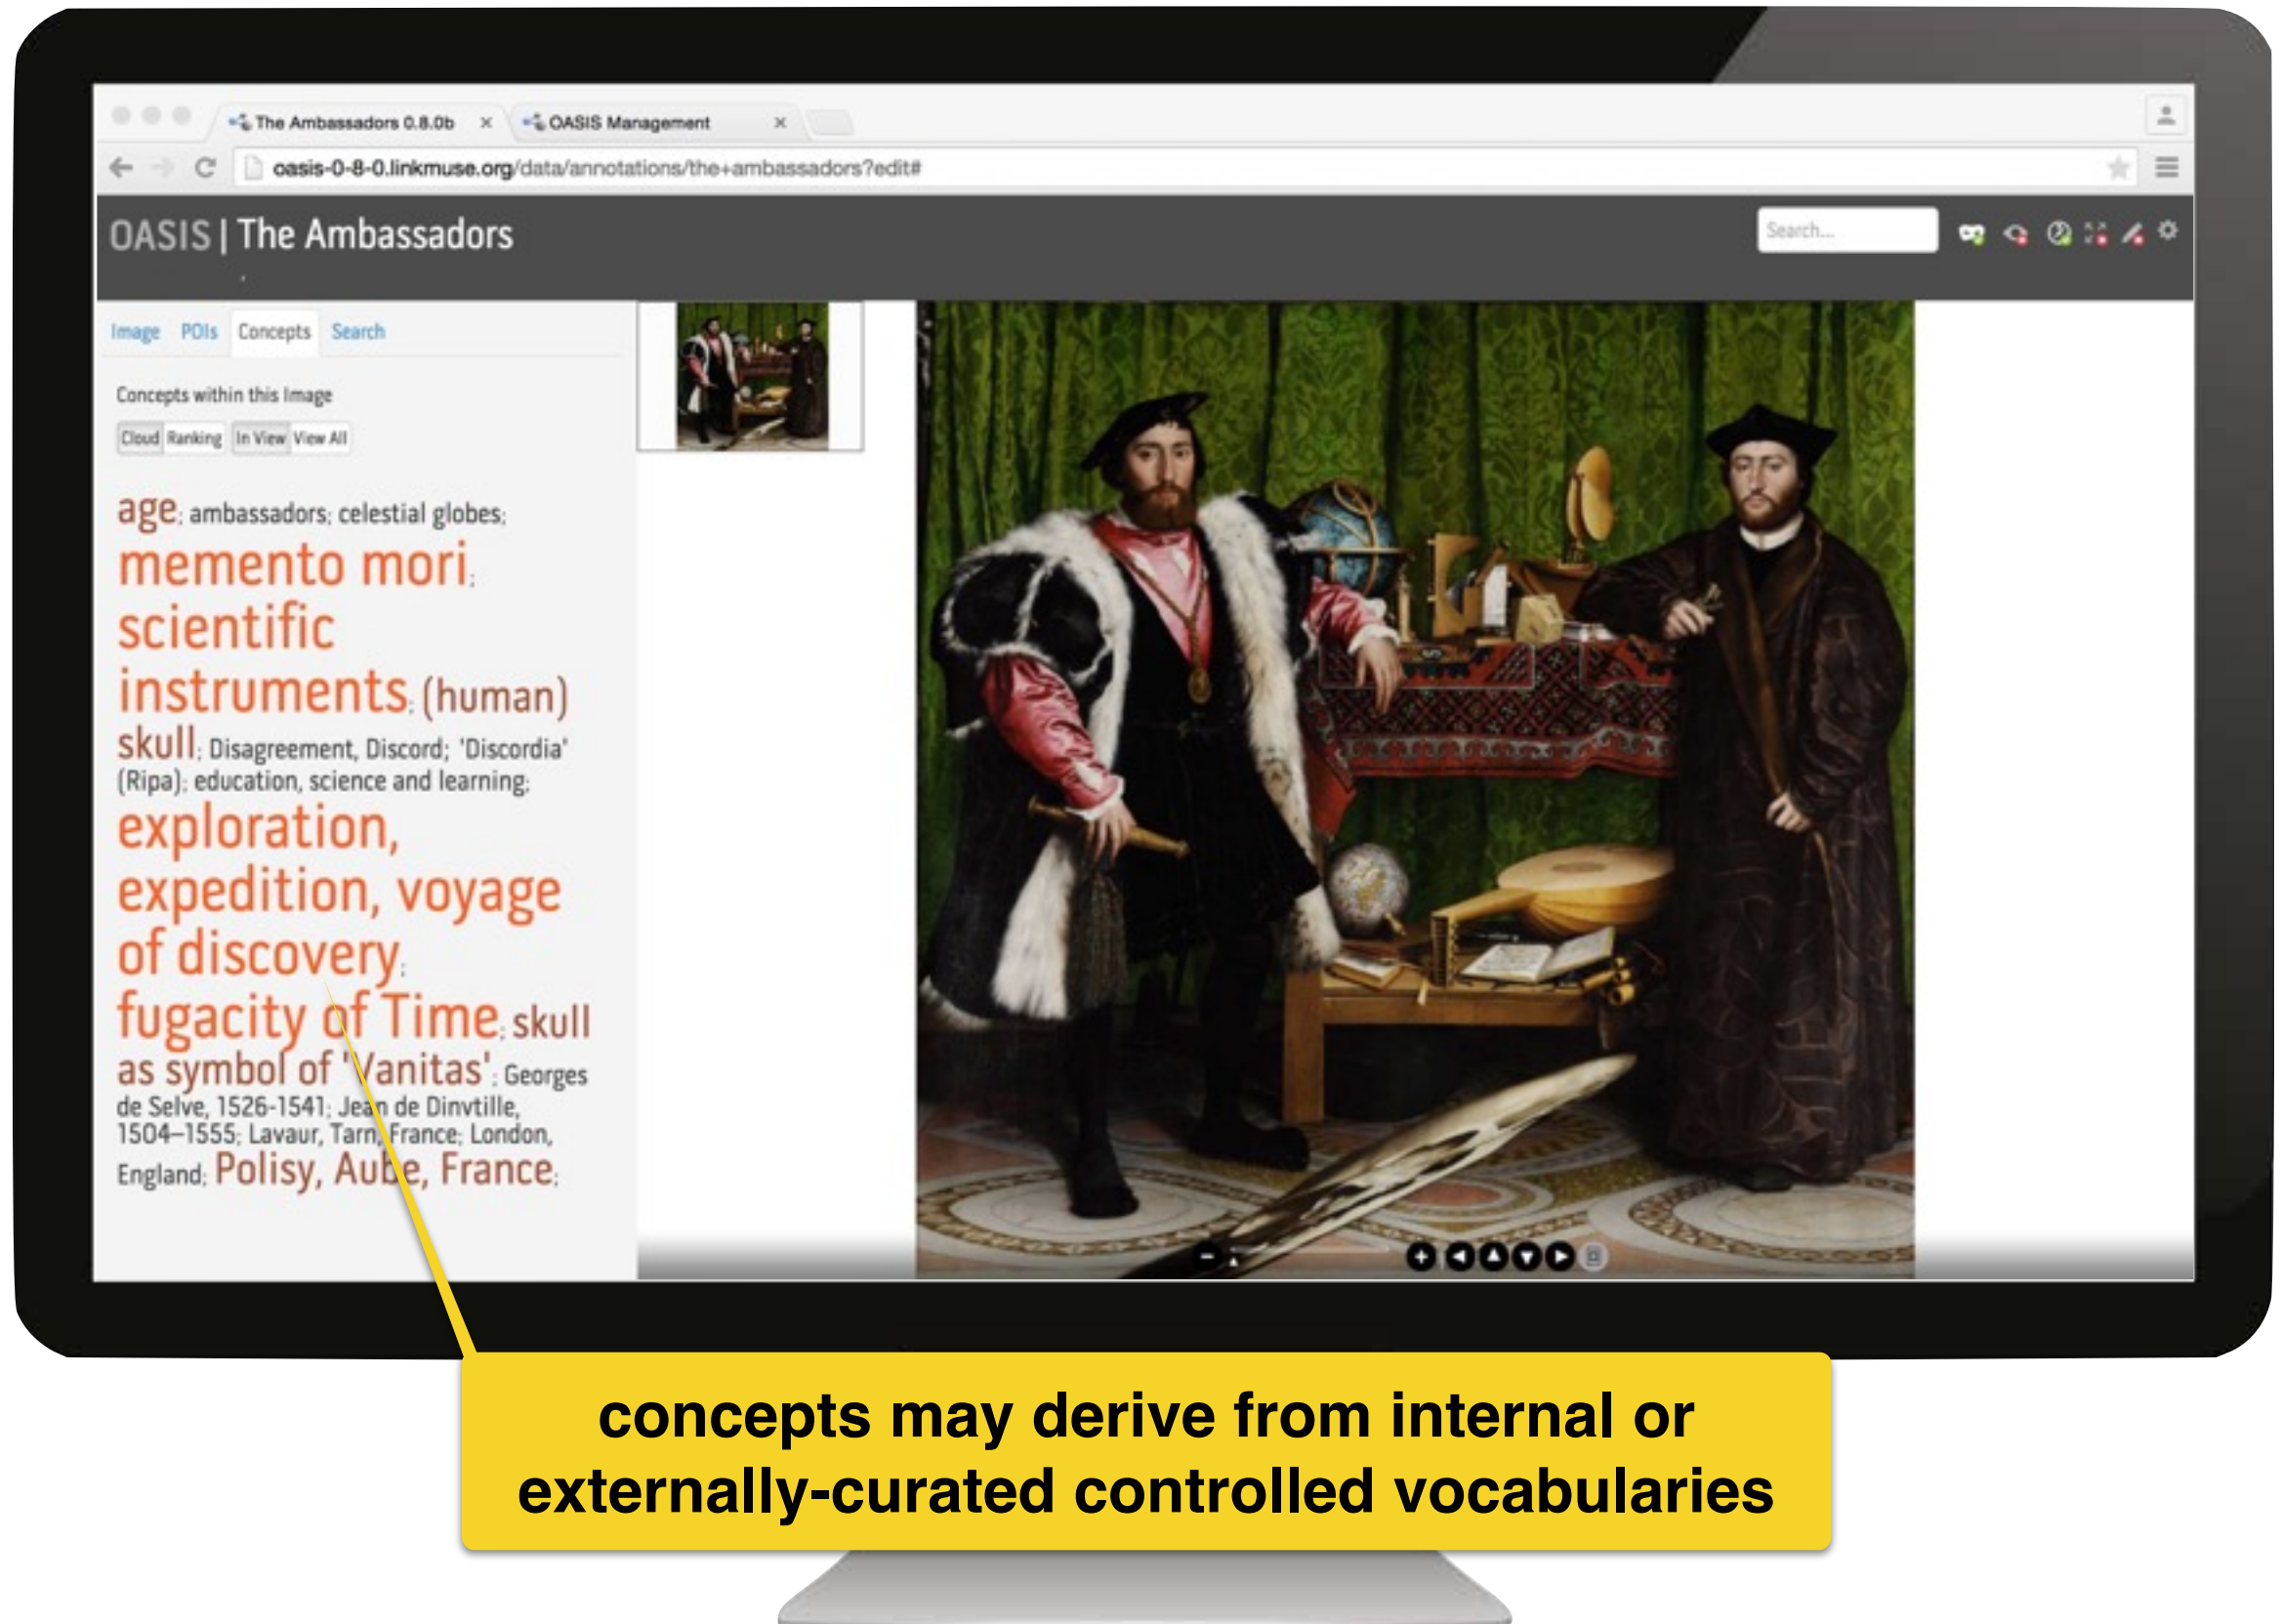 The Ambassadors 0.8.0b
OASIS Management
oasis-0-8-0.linkmuse.org/data/annotations/the+ambassadors?edit#
OASIS | The Ambassadors
Search...
Image POIs Concepts Search
Concepts within this Image
Cloud Ranking In View View All
age; ambassadors; celestial globes;
memento mori;
scientific
instruments; (human)
skull; Disagreement, Discord; 'Discordia'
(Ripa); education, science and learning;
exploration,
expedition, voyage
of discovery;
fugacity of Time; skull
as symbol of 'Vanitas'; Georges
de Selve, 1526-1541; Jean de Dinvtille,
1504–1555; Lavaur, Tarn, France; London,
England; Polisy, Aube, France;
concepts may derive from internal or
externally-curated controlled vocabularies